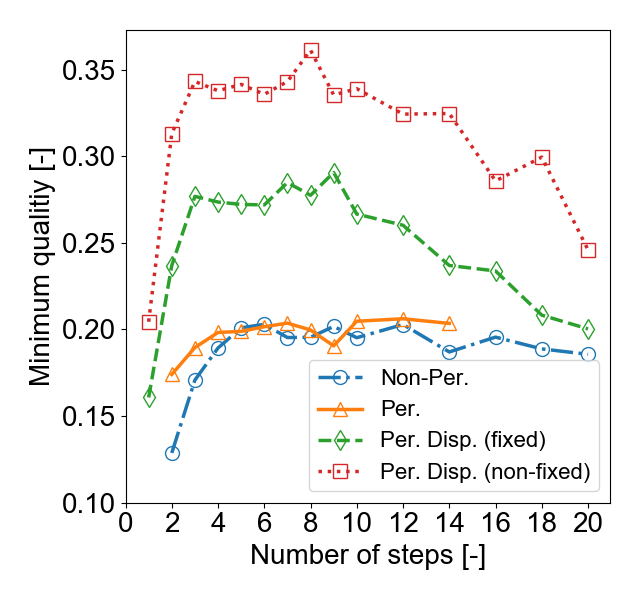 0.35
0.30
0.25
0.20
0.15
0.10
Minimum qualitiy [-]
Non-Per.
Per.
Per. Disp. (fixed)
Per. Disp. (non-fixed)
0 2 4 6 8 10 12 14 16 18 20
Number of steps [-]